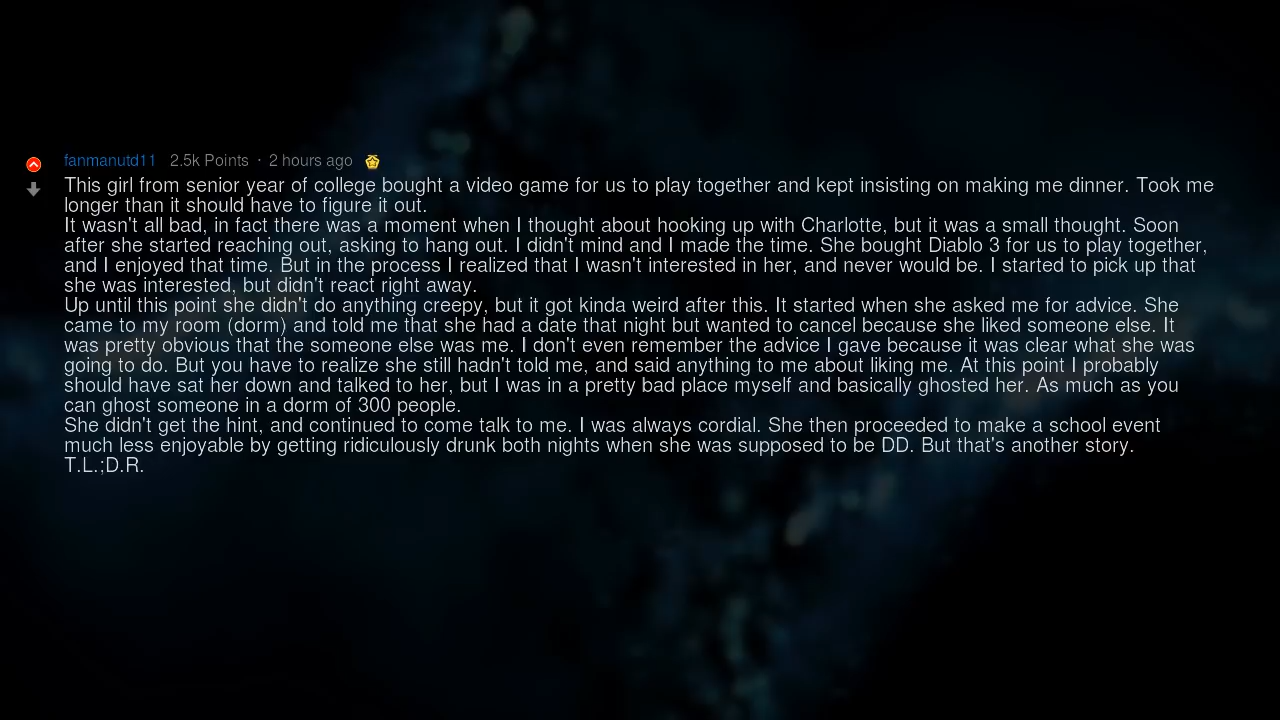 fanmanutd11 2.5k Points · 2 hours ago
This girl from senior year of college bought a video game for us to play together and kept insisting on making me dinner. Took me
longer than it should have to figure it out.
It wasn't all bad, in fact there was a moment when I thought about hooking up with Charlotte, but it was a small thought. Soon
after she started reaching out, asking to hang out. I didn't mind and I made the time. She bought Diablo 3 for us to play together,
and I enjoyed that time. But in the process I realized that I wasn't interested in her, and never would be. I started to pick up that
she was interested, but didn't react right away.
Up until this point she didn't do anything creepy, but it got kinda weird after this. It started when she asked me for advice. She
came to my room (dorm) and told me that she had a date that night but wanted to cancel because she liked someone else. It
was pretty obvious that the someone else was me. I don't even remember the advice I gave because it was clear what she was
going to do. But you have to realize she still hadn't told me, and said anything to me about liking me. At this point I probably
should have sat her down and talked to her, but I was in a pretty bad place myself and basically ghosted her. As much as you
can ghost someone in a dorm of 300 people.
She didn't get the hint, and continued to come talk to me. I was always cordial. She then proceeded to make a school event
much less enjoyable by getting ridiculously drunk both nights when she was supposed to be DD. But that's another story.
T.L.;D.R.